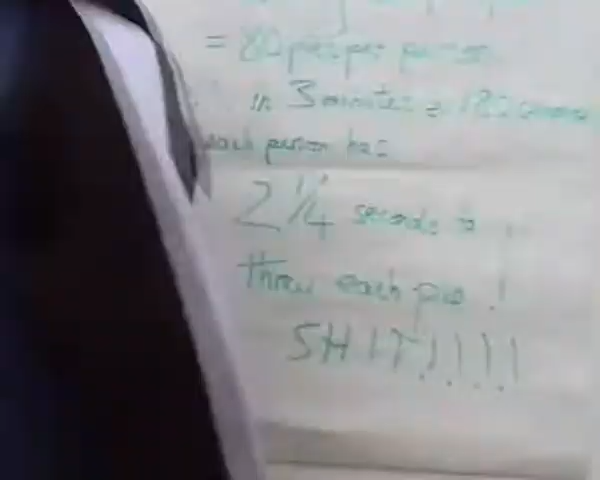 = 80 pies per person
in 3 minutes = 180 seconds
each person has
2 1/4 seconds to
throw each pie !
SHIT!!!!!